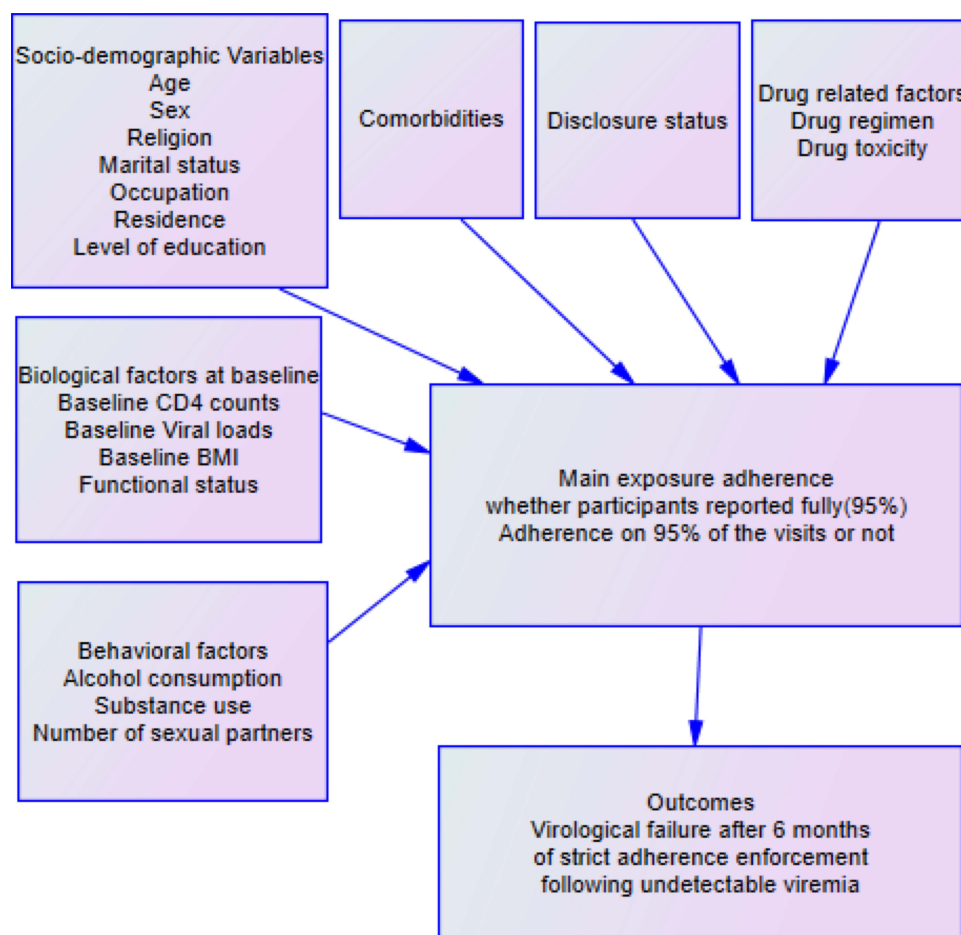 Socio-demographic Variables
Age
Sex
Religion
Marital status
Occupation
Residence
Level of education
Comorbidities
Disclosure status
Drug related factors
Drug regimen
Drug toxicity
Biological factors at baseline
Baseline CD4 counts
Baseline Viral loads
Baseline BMI
Functional status
Main exposure adherence
whether participants reported fully(95%)
Adherence on 95% of the visits or not
Behavioral factors
Alcohol consumption
Substance use
Number of sexual partners
Outcomes
Virological failure after 6 months
of strict adherence enforcement
following undetectable viremia